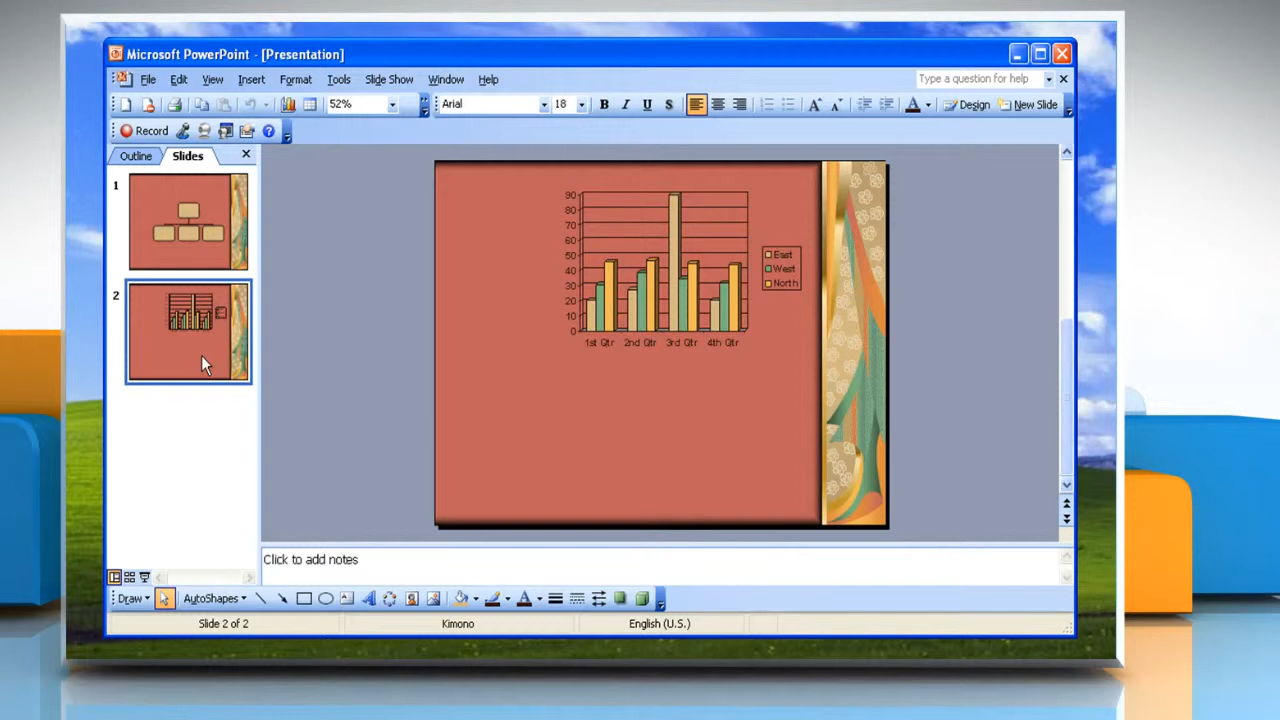 Microsoft PowerPoint - [Presentation]
File Edit View Insert Format Tools Slide Show Window Help
Type a question for help
52% Arial 18 B I U S A A A Design New Slide
Record
Outline Slides
1
2
90
80
70
60
50
40
30
20
10
0
1st Qtr 2nd Qtr 3rd Qtr 4th Qtr
East
West
North
Click to add notes
Draw AutoShapes A A A
Slide 2 of 2 Kimono English (U.S.)